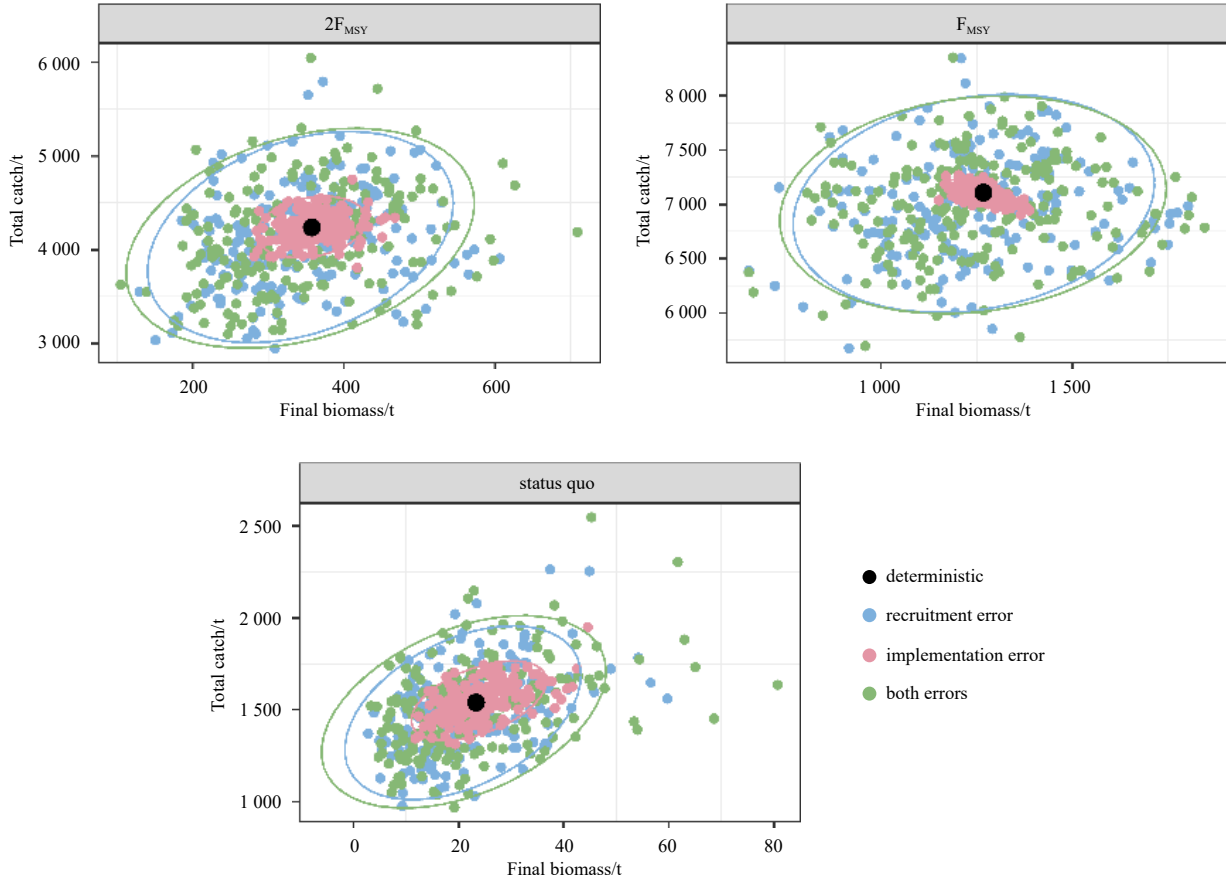 2F_MSY
Total catch/t
6 000
5 000
4 000
3 000
200
400
600
Final biomass/t
F_MSY
Total catch/t
8 000
7 500
7 000
6 500
6 000
1 000
1 500
Final biomass/t
status quo
Total catch/t
2 500
2 000
1 500
1 000
0
20
40
60
80
Final biomass/t
deterministic
recruitment error
implementation error
both errors